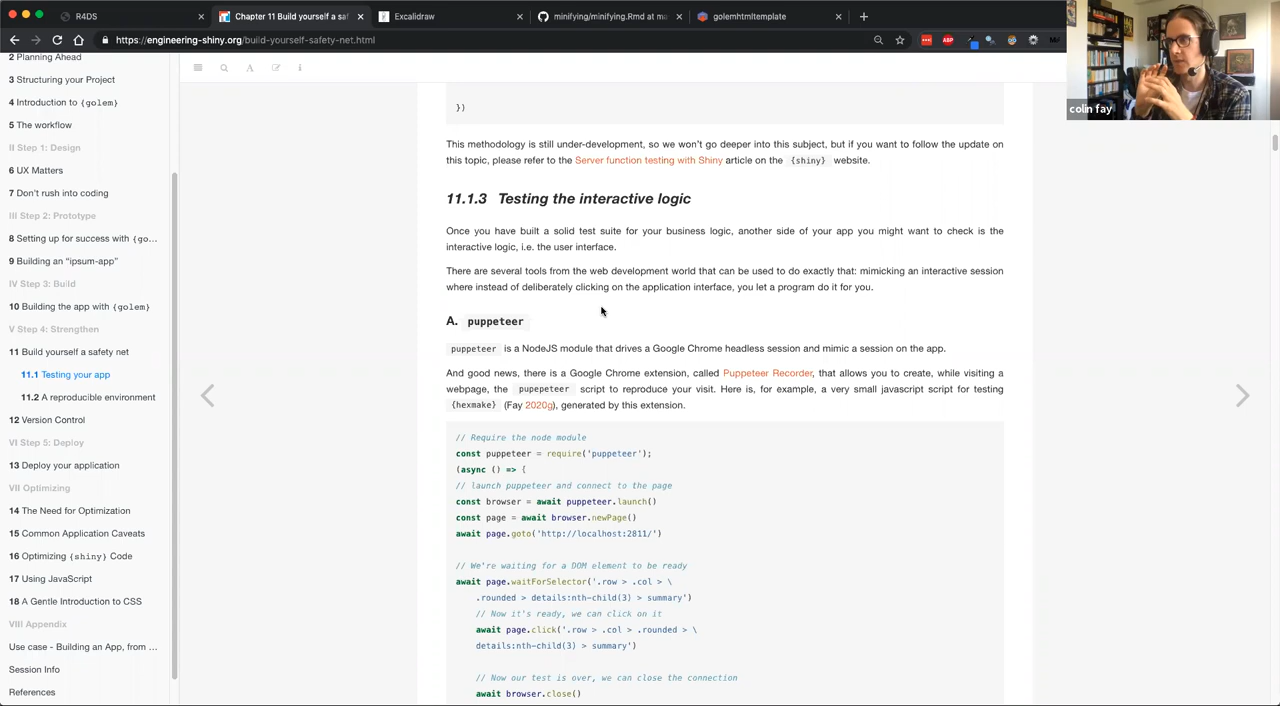 R4DS
Chapter 11 Build yourself a saf
Excalidraw
minifying/minifying.Rmd at ma
golemhtmltemplate
https://engineering-shiny.org/build-yourself-safety-net.html
colin fay
2 Planning Ahead
3 Structuring your Project
4 Introduction to {golem}
5 The workflow
II Step 1: Design
6 UX Matters
7 Don't rush into coding
III Step 2: Prototype
8 Setting up for success with {go...
9 Building an "ipsum-app"
IV Step 3: Build
10 Building the app with {golem}
V Step 4: Strengthen
11 Build yourself a safety net
11.1 Testing your app
11.2 A reproducible environment
12 Version Control
VI Step 5: Deploy
13 Deploy your application
VII Optimizing
14 The Need for Optimization
15 Common Application Caveats
16 Optimizing {shiny} Code
17 Using JavaScript
18 A Gentle Introduction to CSS
VIII Appendix
Use case - Building an App, from ...
Session Info
References
})
This methodology is still under-development, so we won't go deeper into this subject, but if you want to follow the update on
this topic, please refer to the Server function testing with Shiny article on the {shiny} website.
11.1.3 Testing the interactive logic
Once you have built a solid test suite for your business logic, another side of your app you might want to check is the
interactive logic, i.e. the user interface.
There are several tools from the web development world that can be used to do exactly that: mimicking an interactive session
where instead of deliberately clicking on the application interface, you let a program do it for you.
A. puppeteer
puppeteer is a NodeJS module that drives a Google Chrome headless session and mimic a session on the app.
And good news, there is a Google Chrome extension, called Puppeteer Recorder, that allows you to create, while visiting a
webpage, the pupepeteer script to reproduce your visit. Here is, for example, a very small javascript script for testing
{hexmake} (Fay 2020g), generated by this extension.
// Require the node module
const puppeteer = require('puppeteer');
(async () => {
// launch puppeteer and connect to the page
const browser = await puppeteer.launch()
const page = await browser.newPage()
await page.goto('http://localhost:2811/')
// We're waiting for a DOM element to be ready
await page.waitForSelector('.row > .col > \
.rounded > details:nth-child(3) > summary')
// Now it's ready, we can click on it
await page.click('.row > .col > .rounded > \
details:nth-child(3) > summary')
// Now our test is over, we can close the connection
await browser.close()